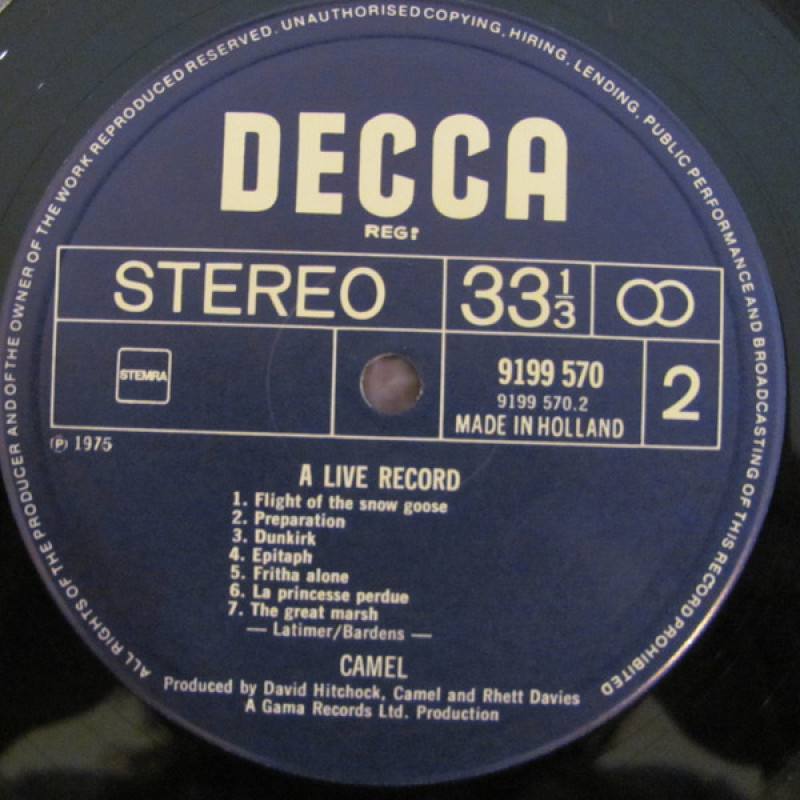 ALL RIGHTS OF THE PRODUCER AND OF THE OWNER OF THE WORK REPRODUCED RESERVED. UNAUTHORISED COPYING, HIRING, LENDING, PUBLIC PERFORMANCE AND BROADCASTING OF THIS RECORD PROHIBITED
DECCA
REG!
STEREO 33 1/3
STEMRA
9199 570
9199 570.2
MADE IN HOLLAND
2
℗ 1975
A LIVE RECORD
1. Flight of the snow goose
2. Preparation
3. Dunkirk
4. Epitaph
5. Fritha alone
6. La princesse perdue
7. The great marsh
— Latimer/Bardens —
CAMEL
Produced by David Hitchock, Camel and Rhett Davies
A Gama Records Ltd. Production